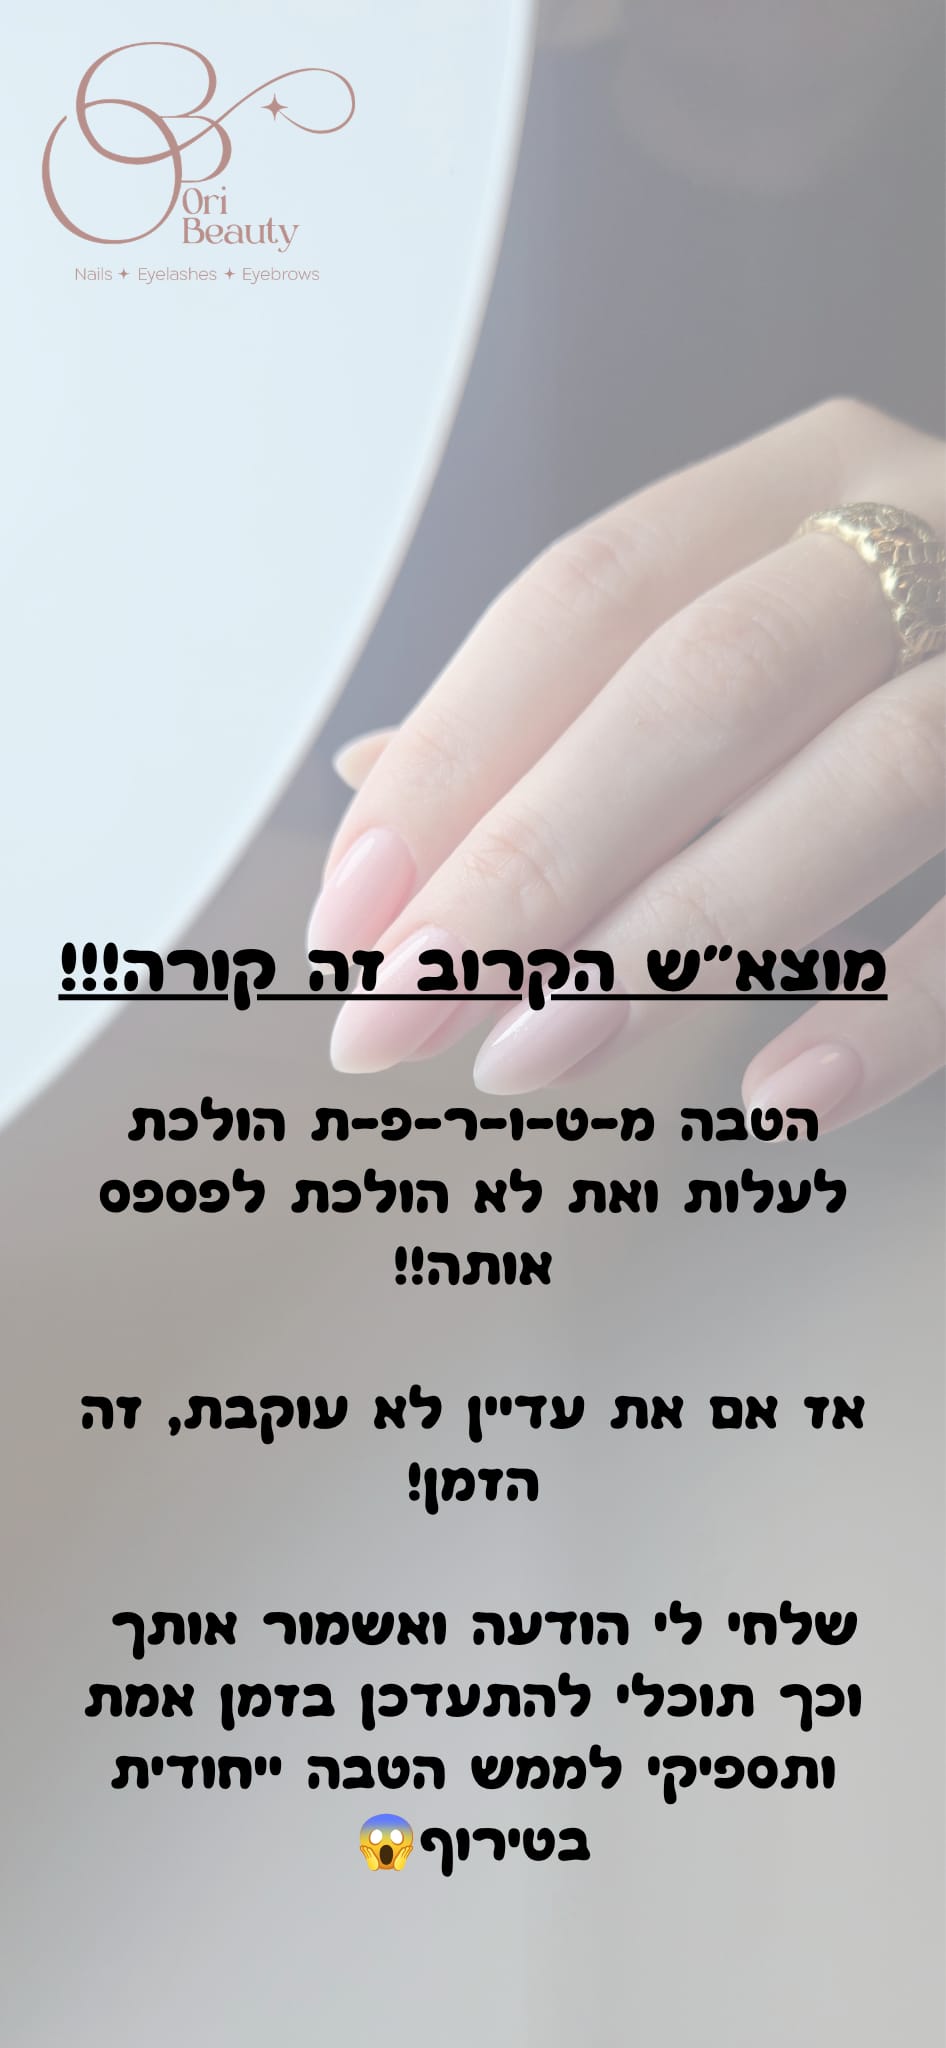 Ori
Beauty
Nails ✦ Eyelashes ✦ Eyebrows
מוצא״ש הקרוב זה קורה!!!
הטבה מ-ט-ו-ר-פ-ת הולכת
לעלות ואת לא הולכת לפספס
אותה!!
אז אם את עדיין לא עוקבת, זה
הזמן!
שלחי לי הודעה ואשמור אותך
וכך תוכלי להתעדכן בזמן אמת
ותספיקי לממש הטבה ייחודית
בטירוף😱